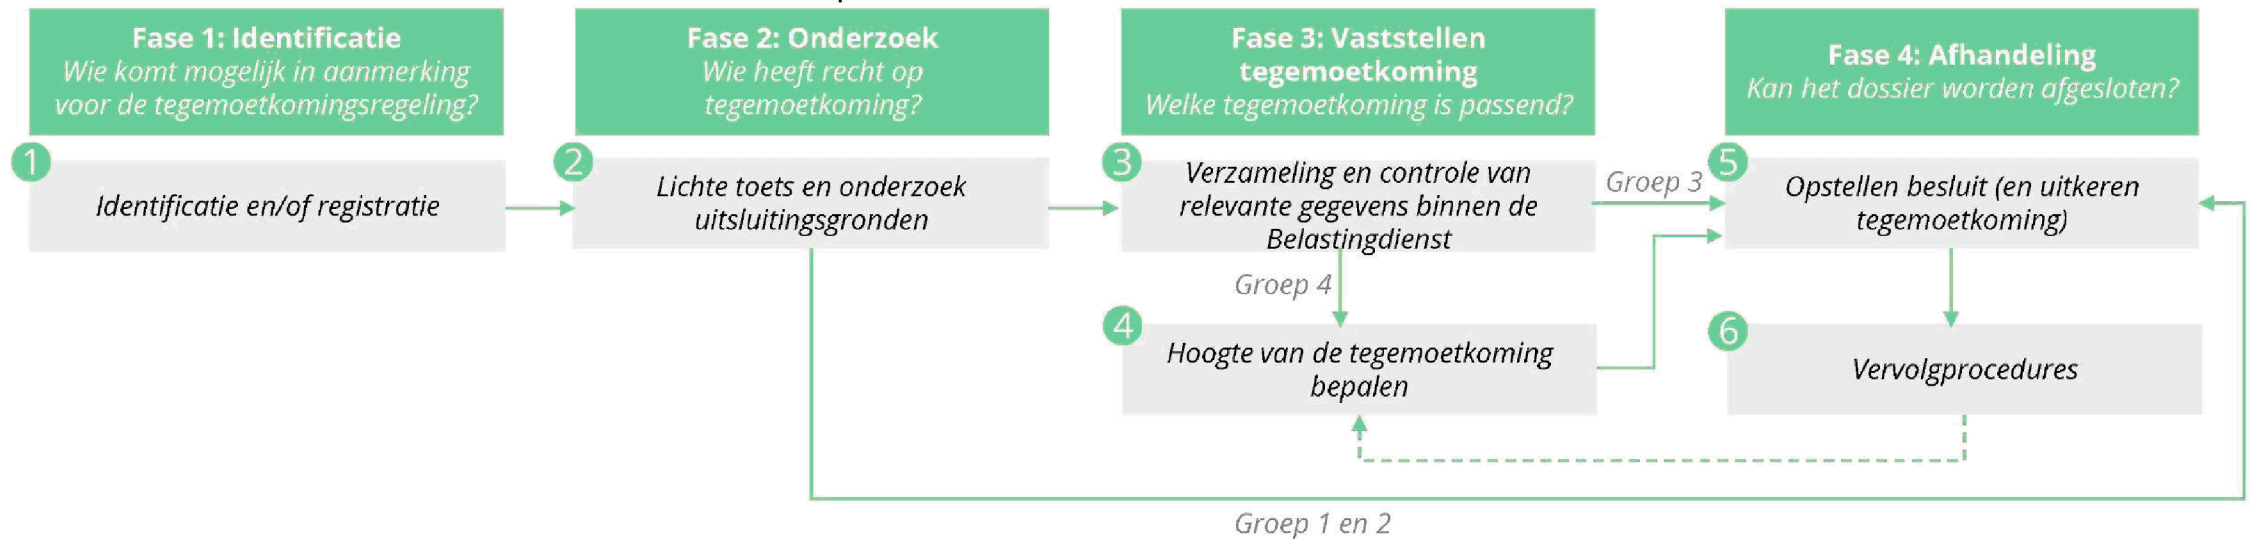 Fase 1: Identificatie
Wie komt mogelijk in aanmerking
voor de tegemoetkomingsregeling?
Fase 2: Onderzoek
Wie heeft recht op
tegemoetkoming?
Fase 3: Vaststellen
tegemoetkoming
Welke tegemoetkoming is passend?
Fase 4: Afhandeling
Kan het dossier worden afgesloten?
1
Identificatie en/of registratie
2
Lichte toets en onderzoek
uitsluitingsgronden
3
Verzameling en controle van
relevante gegevens binnen de
Belastingdienst
Groep 3
5
Opstellen besluit (en uitkeren
tegemoetkoming)
Groep 4
4
Hoogte van de tegemoetkoming
bepalen
6
Vervolgprocedures
Groep 1 en 2